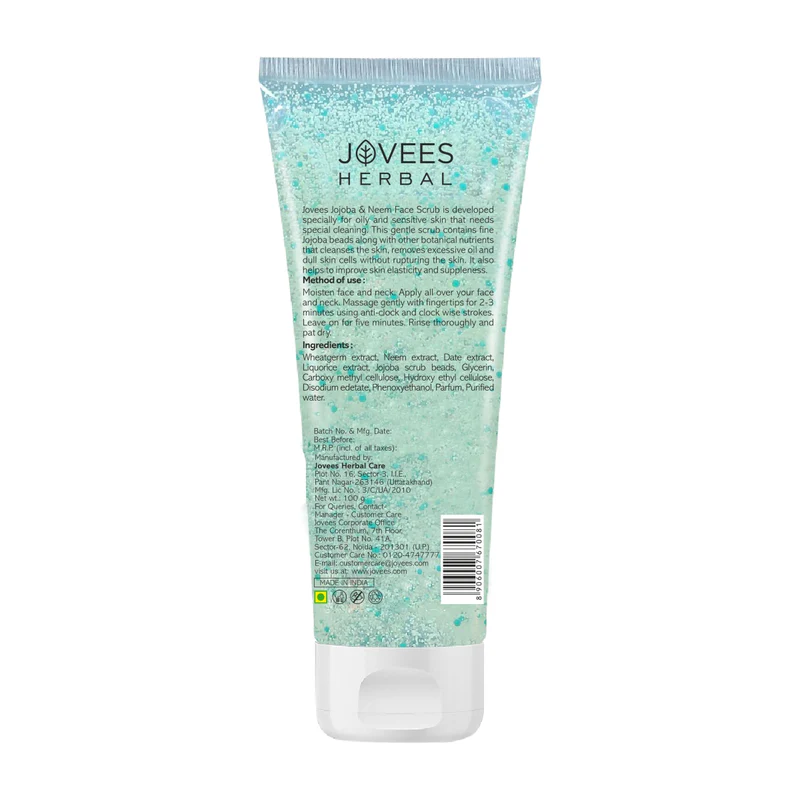 JOVEES
HERBAL
Jovees Jojoba & Neem Face Scrub is developed
specially for oily and sensitive skin that needs
special cleaning. This gentle scrub contains fine
Jojoba beads along with other botanical nutrients
that cleanses the skin, removes excessive oil and
dull skin cells without rupturing the skin. It also
helps to improve skin elasticity and suppleness.
Method of use :
Moisten face and neck. Apply all over your face
and neck. Massage gently with fingertips for 2-3
minutes using anti-clock and clock wise strokes.
Leave on for five minutes. Rinse thoroughly and
pat dry.
Ingredients :
Wheatgerm extract, Neem extract, Date extract,
Liquorice extract, Jojoba scrub beads, Glycerin,
Carboxy methyl cellulose, Hydroxy ethyl cellulose,
Disodium edetate, Phenoxyethanol, Parfum, Purified
water.
Batch No. & Mfg. Date:
Best Before:
M.R.P. (incl. of all taxes):
Manufactured by:
Jovees Herbal Care
Plot No. 16, Sector-3, I.I.E.,
Pant Nagar-263146 (Uttarakhand)
Mfg. Lic No. : 3/C/UA/2010
Net wt.: 100 g
For Queries, Contact-
Manager - Customer Care
Jovees Corporate Office
The Corenthum, 7th Floor,
Tower B, Plot No. 41A,
Sector-62, Noida - 201301 (U.P.)
Customer Care No : 0120-4747777
E-mail: customercare@jovees.com
visit us at: www.jovees.com
MADE IN INDIA
8906007670081